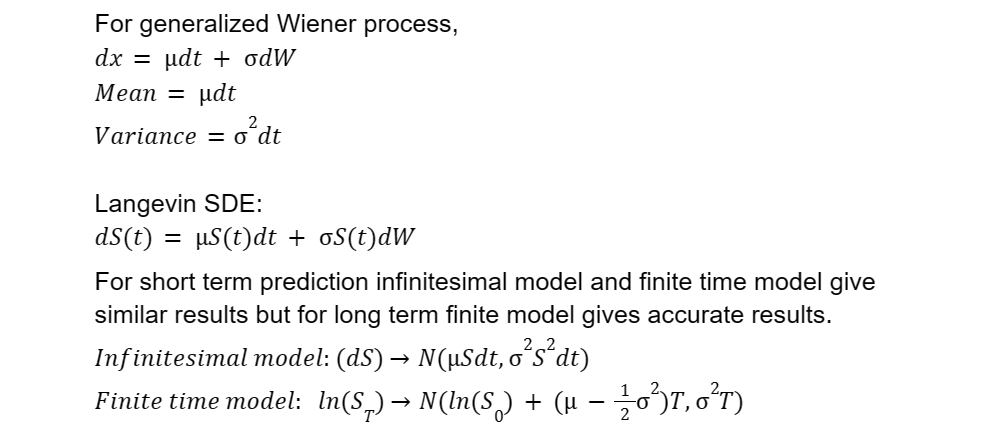 For generalized Wiener process,
dx = μdt + σdW
Mean = μdt
Variance = σ²dt
Langevin SDE:
dS(t) = μS(t)dt + σS(t)dW
For short term prediction infinitesimal model and finite time model give
similar results but for long term finite model gives accurate results.
Infinitesimal model: (dS) → N(μSdt, σ²S²dt)
Finite time model: ln(S_T) → N(ln(S_0) + (μ − 1/2σ²)T, σ²T)